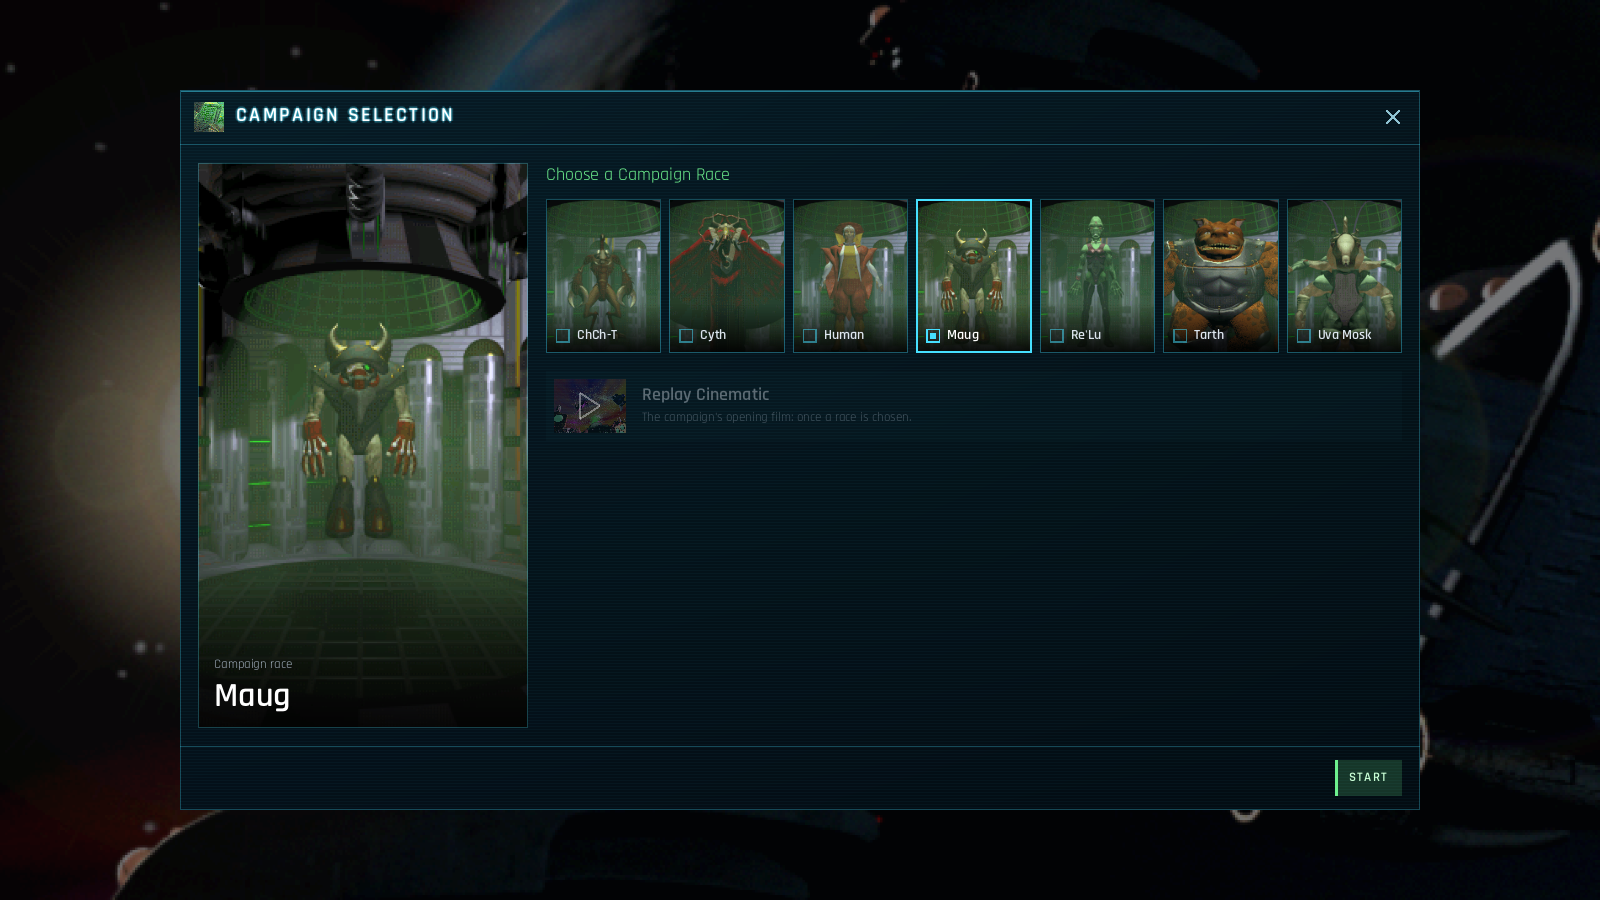 CAMPAIGN SELECTION
Choose a Campaign Race
ChCh-T
Cyth
Human
Maug
Re'Lu
Tarth
Uva Mosk
Replay Cinematic
The campaign's opening film: once a race is chosen.
Campaign race
Maug
START